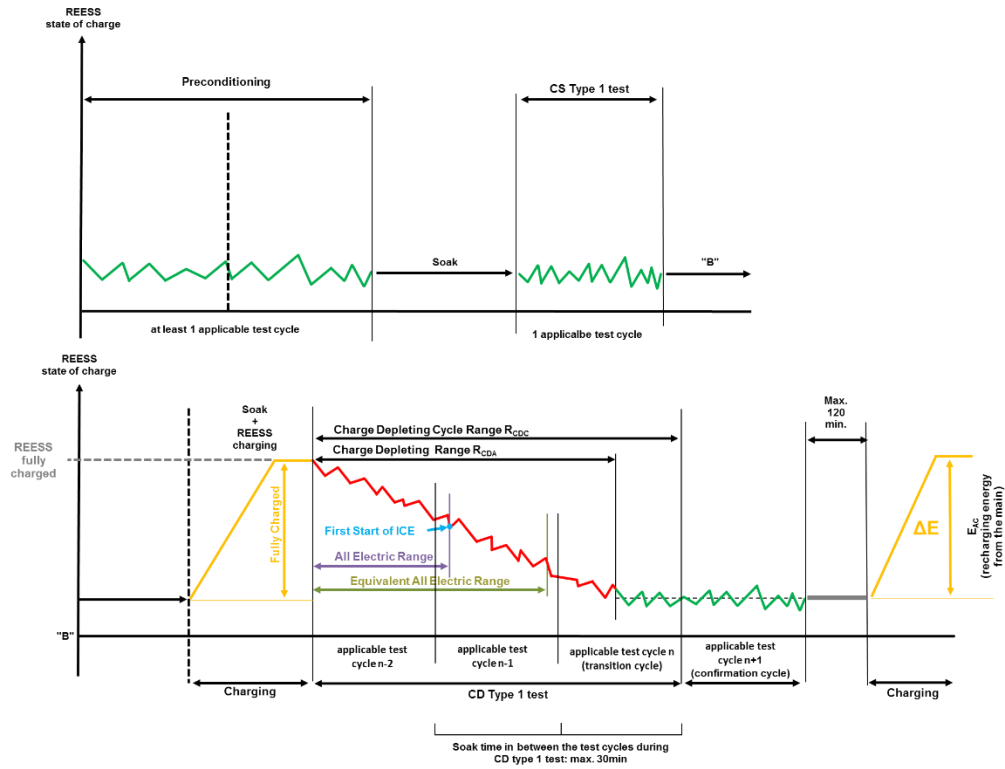 REESS
state of charge
Preconditioning
CS Type 1 test
Soak
"B"
at least 1 applicable test cycle
1 applicalbe test cycle
REESS
state of charge
Max.
120
min.
Soak
+
REESS
charging
Charge Depleting Cycle Range R_CDC
REESS
fully
charged
Charge Depleting Range R_CDA
Fully Charged
First Start of ICE
ΔE
E_AC
(recharging energy
from the main)
All Electric Range
Equivalent All Electric Range
"B"
applicable test
cycle n-2
applicable test
cycle n-1
applicable test cycle n
(transition cycle)
applicable test
cycle n+1
(confirmation cycle)
Charging
CD Type 1 test
Charging
Soak time in between the test cycles during
CD type 1 test: max. 30min